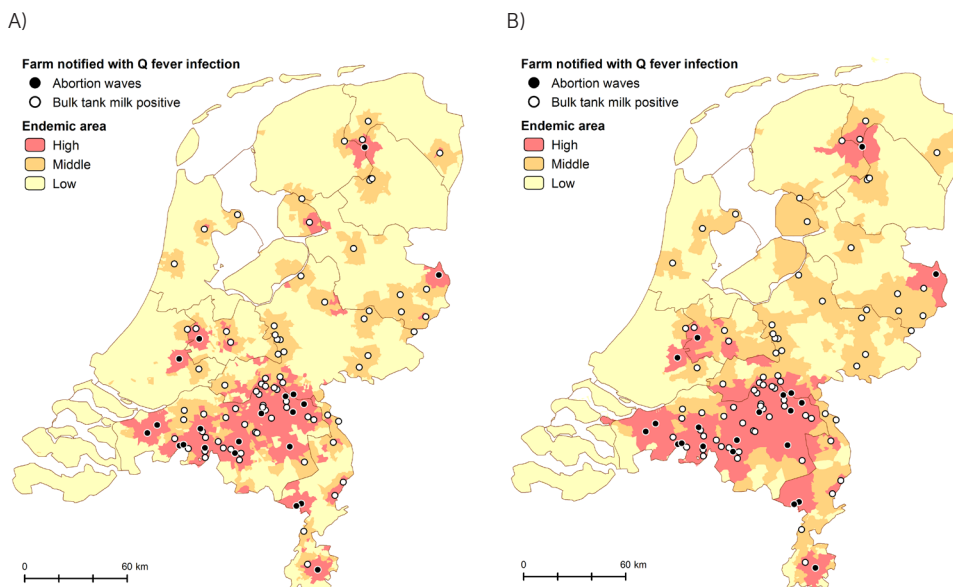 A)
Farm notified with Q fever infection
Abortion waves
Bulk tank milk positive
Endemic area
High
Middle
Low
0 60 km
B)
Farm notified with Q fever infection
Abortion waves
Bulk tank milk positive
Endemic area
High
Middle
Low
0 60 km